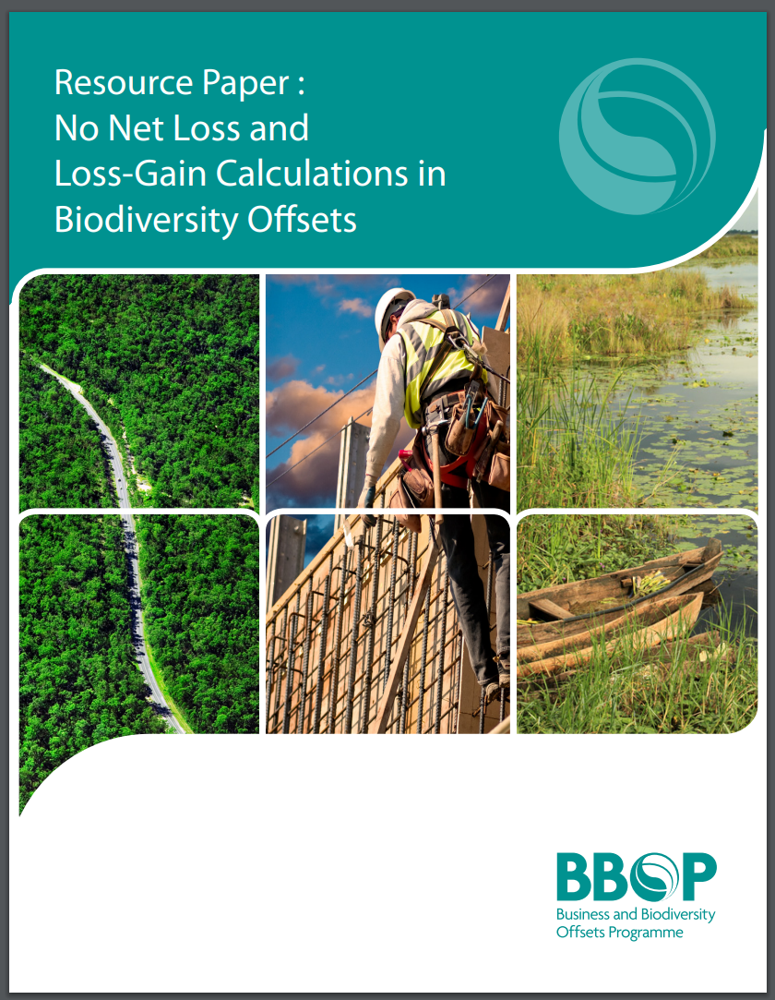 Resource Paper :
No Net Loss and
Loss-Gain Calculations in
Biodiversity Offsets
BBOP
Business and Biodiversity
Offsets Programme